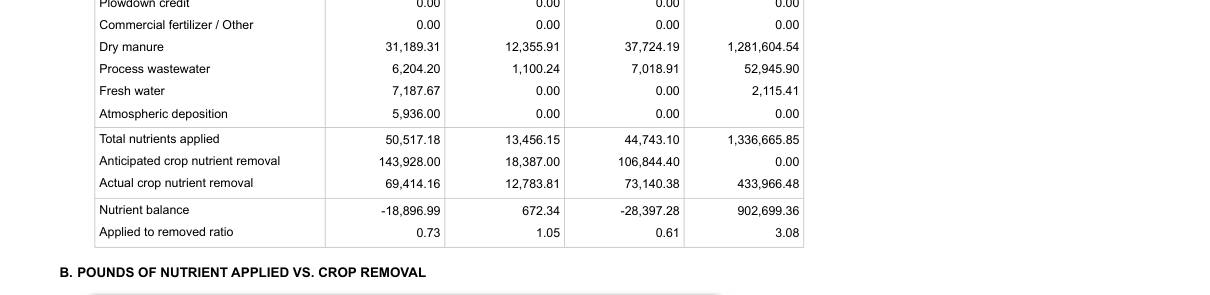 Plowdown credit 0.00 0.00 0.00 0.00
Commercial fertilizer / Other 0.00 0.00 0.00 0.00
Dry manure 31,189.31 12,355.91 37,724.19 1,281,604.54
Process wastewater 6,204.20 1,100.24 7,018.91 52,945.90
Fresh water 7,187.67 0.00 0.00 2,115.41
Atmospheric deposition 5,936.00 0.00 0.00 0.00
Total nutrients applied 50,517.18 13,456.15 44,743.10 1,336,665.85
Anticipated crop nutrient removal 143,928.00 18,387.00 106,844.40 0.00
Actual crop nutrient removal 69,414.16 12,783.81 73,140.38 433,966.48
Nutrient balance -18,896.99 672.34 -28,397.28 902,699.36
Applied to removed ratio 0.73 1.05 0.61 3.08
B. POUNDS OF NUTRIENT APPLIED VS. CROP REMOVAL